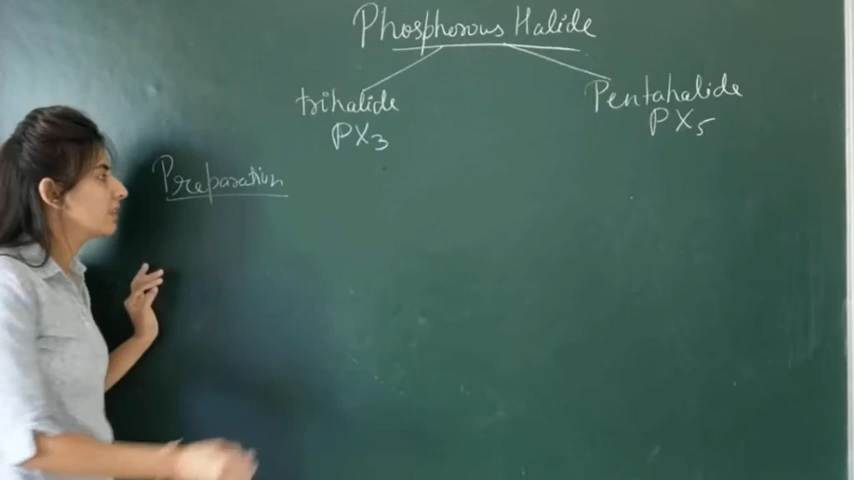 Phosphorous Halide
trihalide
PX₃
Pentahalide
PX₅
Preparation